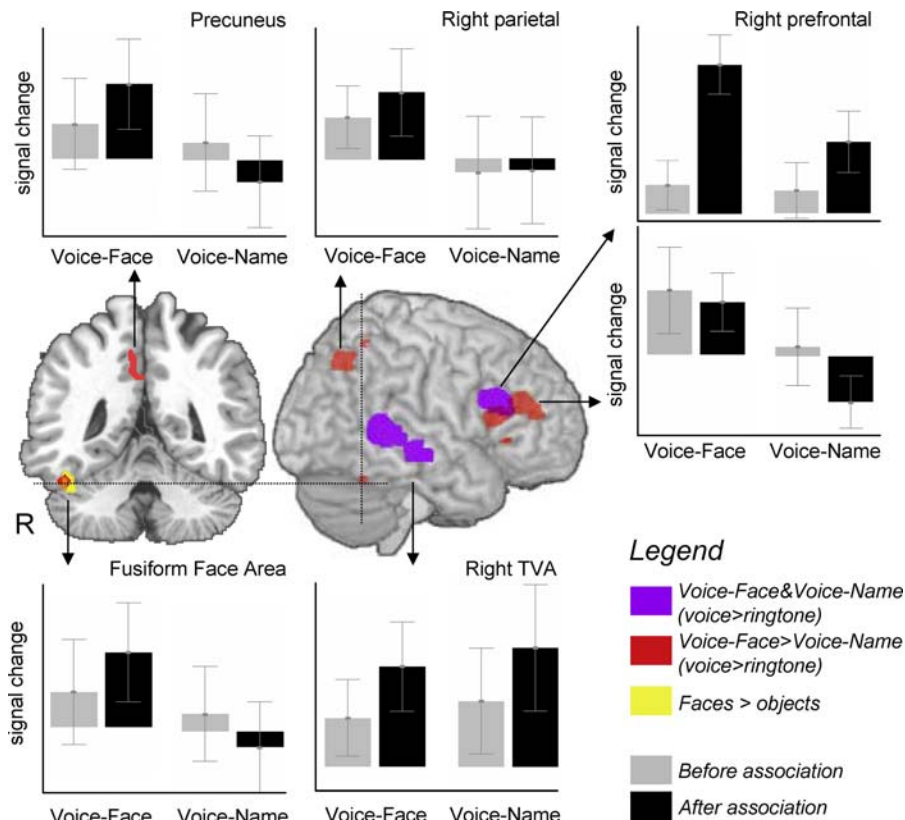 Precuneus
signal change
Voice-Face Voice-Name
Right parietal
Voice-Face Voice-Name
Right prefrontal
signal change
signal change
Voice-Face Voice-Name
R
Fusiform Face Area
signal change
Voice-Face Voice-Name
Right TVA
Voice-Face Voice-Name
Legend
Voice-Face&Voice-Name
(voice>ringtone)
Voice-Face>Voice-Name
(voice>ringtone)
Faces > objects
Before association
After association